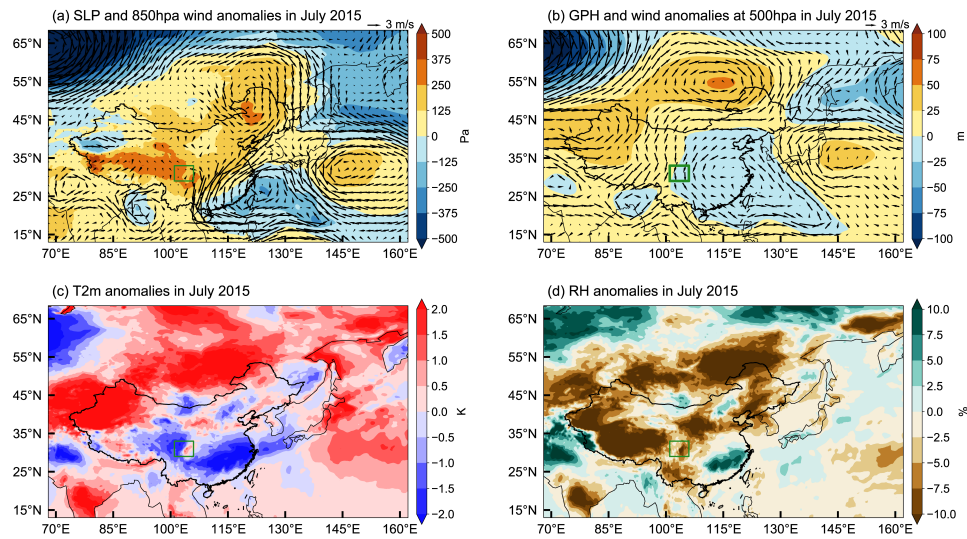 (a) SLP and 850hpa wind anomalies in July 2015
3 m/s
65°N
55°N
45°N
35°N
25°N
15°N
70°E 85°E 100°E 115°E 130°E 145°E 160°E
500
375
250
125
0
−125
−250
−375
−500
Pa
(b) GPH and wind anomalies at 500hpa in July 2015
3 m/s
65°N
55°N
45°N
35°N
25°N
15°N
70°E 85°E 100°E 115°E 130°E 145°E 160°E
100
75
50
25
0
−25
−50
−75
−100
m
(c) T2m anomalies in July 2015
65°N
55°N
45°N
35°N
25°N
15°N
70°E 85°E 100°E 115°E 130°E 145°E 160°E
2.0
1.5
1.0
0.5
0.0
−0.5
−1.0
−1.5
−2.0
K
(d) RH anomalies in July 2015
65°N
55°N
45°N
35°N
25°N
15°N
70°E 85°E 100°E 115°E 130°E 145°E 160°E
10.0
7.5
5.0
2.5
0.0
−2.5
−5.0
−7.5
−10.0
%